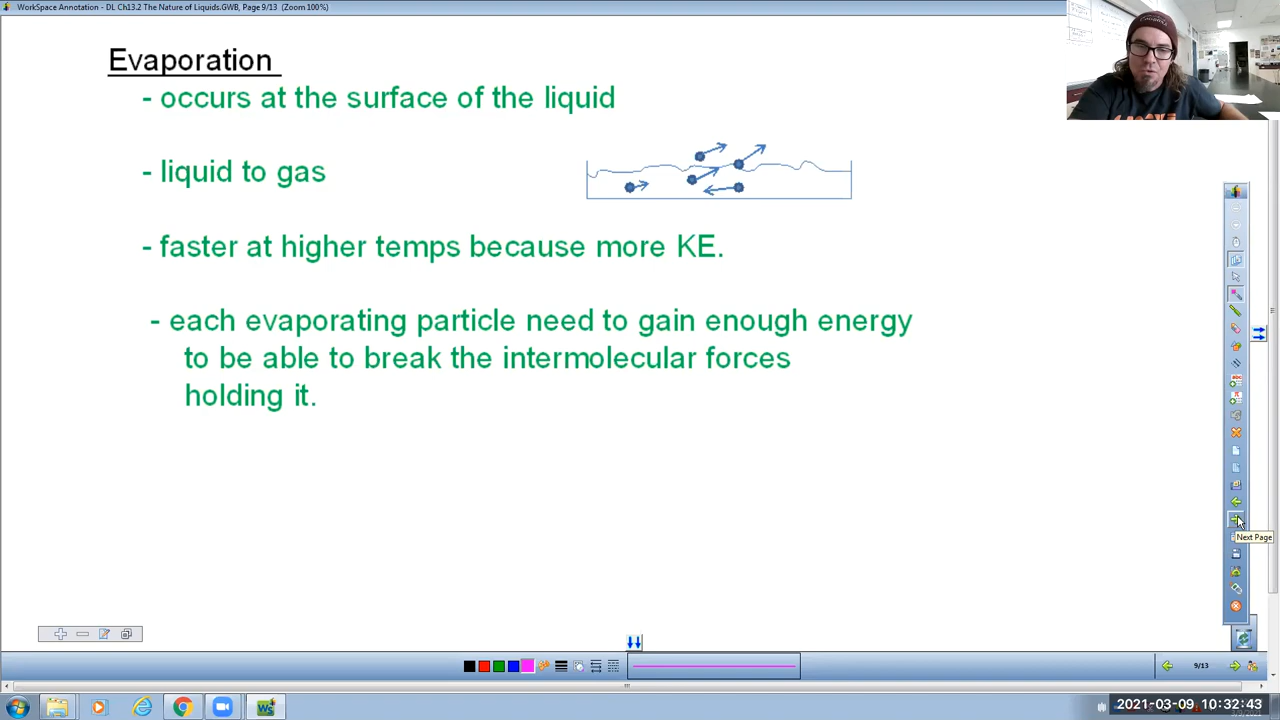 WorkSpace Annotation - DL Ch13.2 The Nature of Liquids.GWB, Page 9/13 (Zoom 100%)
Evaporation
- occurs at the surface of the liquid
- liquid to gas
- faster at higher temps because more KE.
- each evaporating particle need to gain enough energy
to be able to break the intermolecular forces
holding it.
Next Page
9/13
2021-03-09 10:32:43